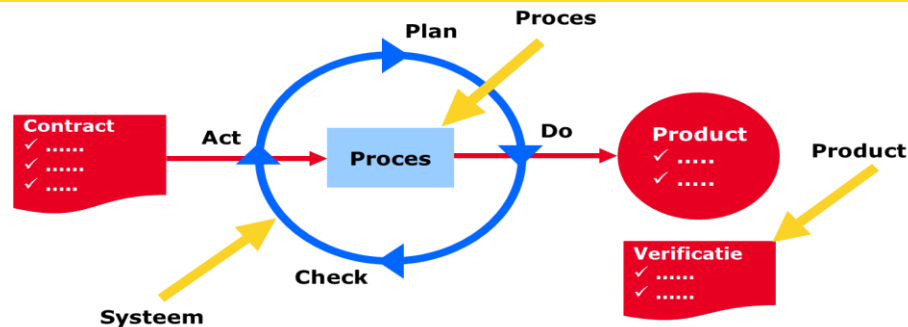 Proces
Plan
Contract
✓ ......
✓ ......
✓ .....
Act
Proces
Do
Product
✓ .....
✓ .....
Product
Check
Verificatie
✓ ......
✓ ......
Systeem